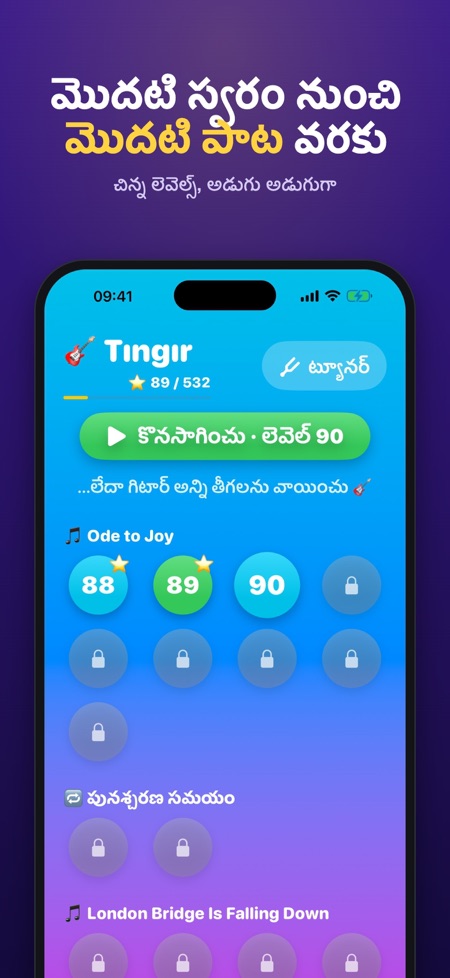 మొదటి స్వరం నుంచి
మొదటి పాట వరకు
చిన్న లెవెల్స్, అడుగు అడుగుగా
09:41
🎸 Tıngır
⭐ 89 / 532
ట్యూనర్
కొనసాగించు · లెవెల్ 90
...లేదా గిటార్ అన్ని తీగలను వాయించు 🎸
🎵 Ode to Joy
88 89 90
🔁 పునశ్చరణ సమయం
🎵 London Bridge Is Falling Down